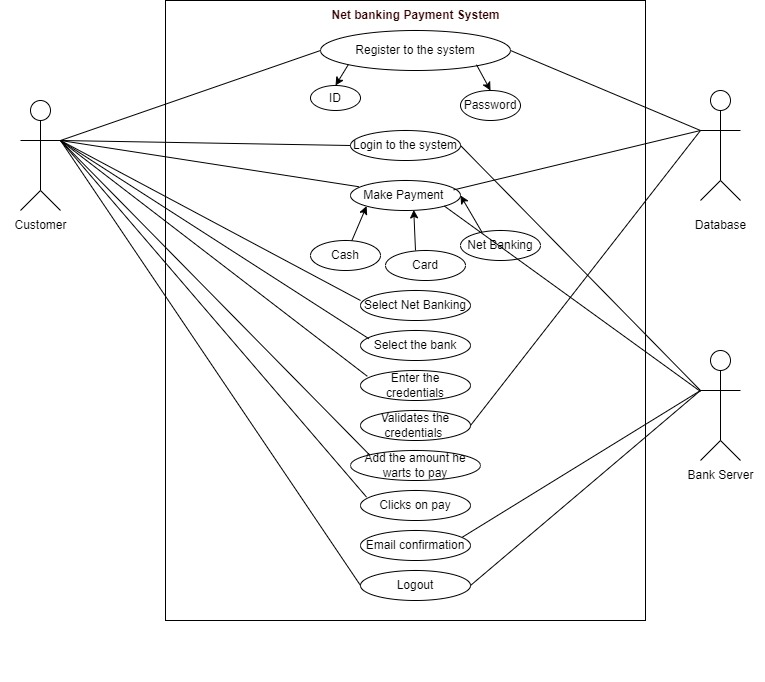 Net banking Payment System
Register to the system
ID
Password
Login to the system
Make Payment
Customer
Database
Cash
Card
Net Banking
Select Net Banking
Select the bank
Enter the
credentials
Validates the
credentials
Add the amount he
warts to pay
Bank Server
Clicks on pay
Email confirmation
Logout